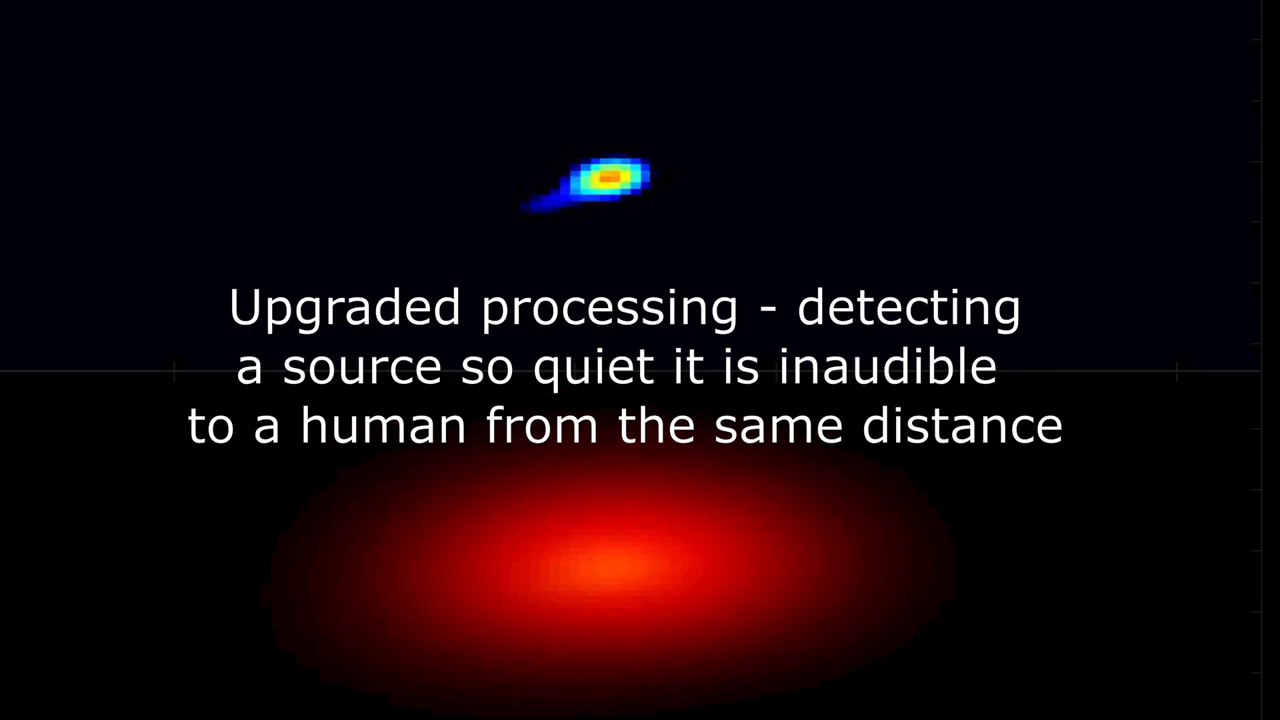 Upgraded processing - detecting
a source so quiet it is inaudible
to a human from the same distance